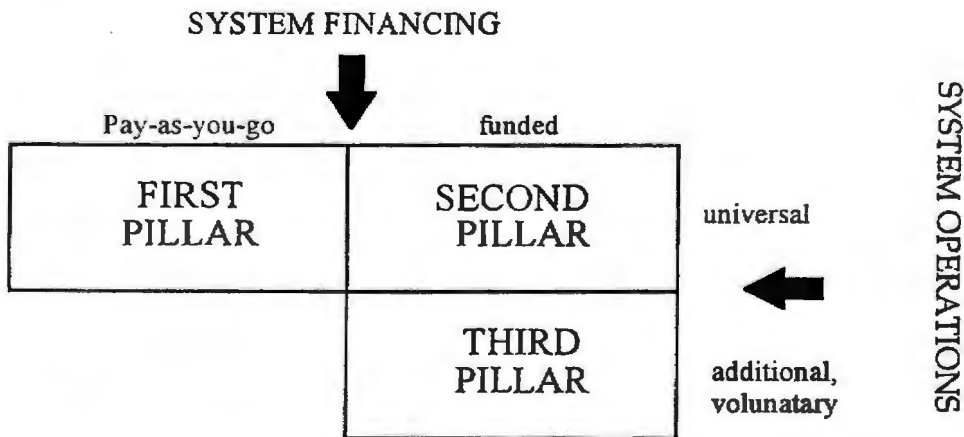 SYSTEM FINANCING
Pay-as-you-go
funded
FIRST
PILLAR
SECOND
PILLAR
universal
THIRD
PILLAR
additional,
volunatary
SYSTEM OPERATIONS